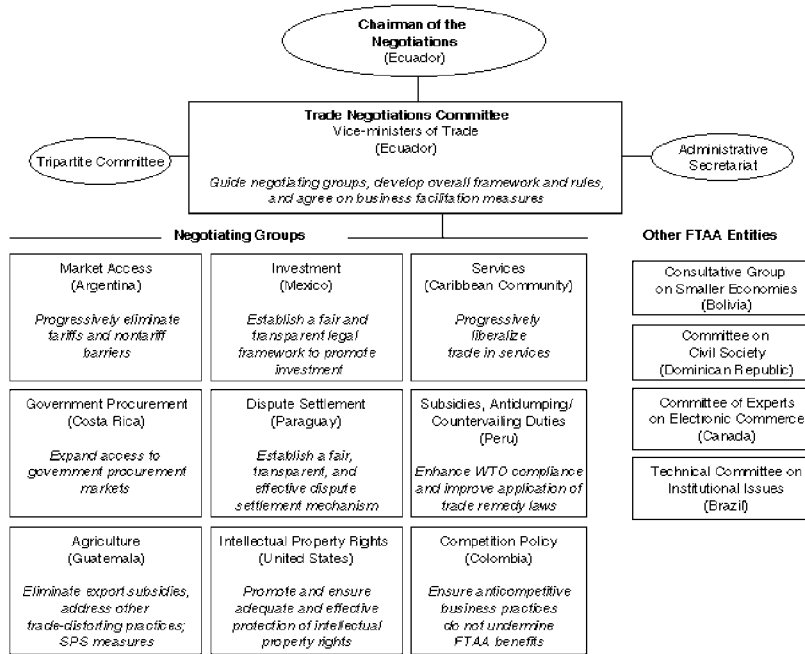 Chairman of the
Negotiations
(Ecuador)
Trade Negotiations Committee
Vice-ministers of Trade
(Ecuador)
Guide negotiating groups, develop overall framework and rules,
and agree on business facilitation measures
Tripartite Committee
Administrative
Secretariat
Negotiating Groups
Other FTAA Entities
Market Access
(Argentina)
Progressively eliminate
tariffs and nontariff
barriers
Investment
(Mexico)
Establish a fair and
transparent legal
framework to promote
investment
Services
(Caribbean Community)
Progressively
liberalize
trade in services
Government Procurement
(Costa Rica)
Expand access to
government procurement
markets
Dispute Settlement
(Paraguay)
Establish a fair,
transparent, and
effective dispute
settlement mechanism
Subsidies, Antidumping/
Countervailing Duties
(Peru)
Enhance WTO compliance
and improve application of
trade remedy laws
Agriculture
(Guatemala)
Eliminate export subsidies,
address other
trade-distorting practices;
SPS measures
Intellectual Property Rights
(United States)
Promote and ensure
adequate and effective
protection of intellectual
property rights
Competition Policy
(Colombia)
Ensure anticompetitive
business practices
do not undermine
FTAA benefits
Consultative Group
on Smaller Economies
(Bolivia)
Committee on
Civil Society
(Dominican Republic)
Committee of Experts
on Electronic Commerce
(Canada)
Technical Committee on
Institutional Issues
(Brazil)